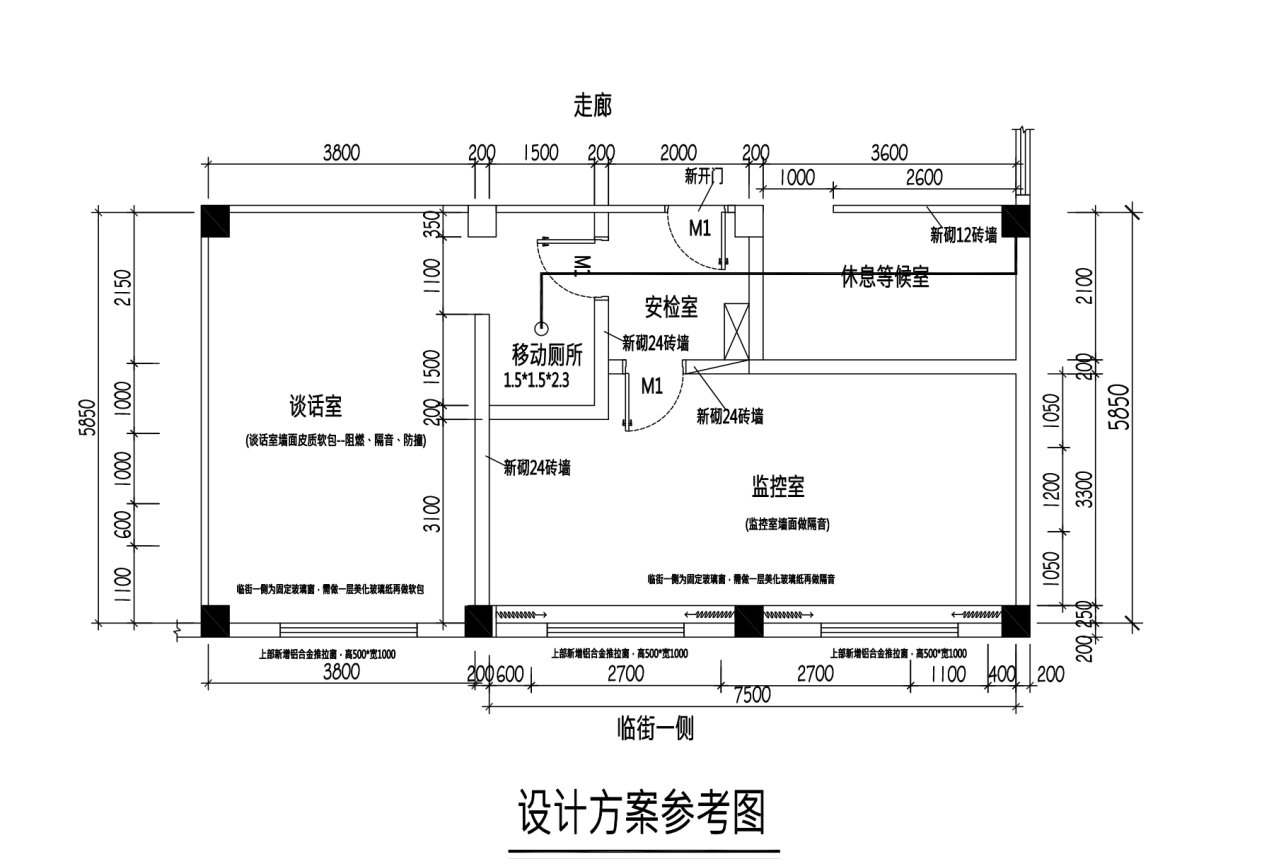 走廊
3800
200
1500
200
2000
200
3600
新开门
1000
2600
M1
新砌12砖墙
350
M1
休息等候室
1100
2150
2100
安检室
新砌24砖墙
移动厕所
1.5*1.5*2.3
1500
200
M1
新砌24砖墙
200
谈话室
(谈话室墙面皮质软包--阻燃、隔音、防撞)
5850
1000
1000
600
1100
新砌24砖墙
3100
监控室
(监控室墙面做隔音)
1050
1200
1050
3300
5850
250
200
临街一侧为固定玻璃窗，需做一层美化玻璃纸再做软包
临街一侧为固定玻璃窗，需做一层美化玻璃纸再做隔音
上部新增铝合金推拉窗，高500*宽1000
上部新增铝合金推拉窗，高500*宽1000
上部新增铝合金推拉窗，高500*宽1000
3800
200
600
2700
2700
1100
400
200
7500
临街一侧
设计方案参考图